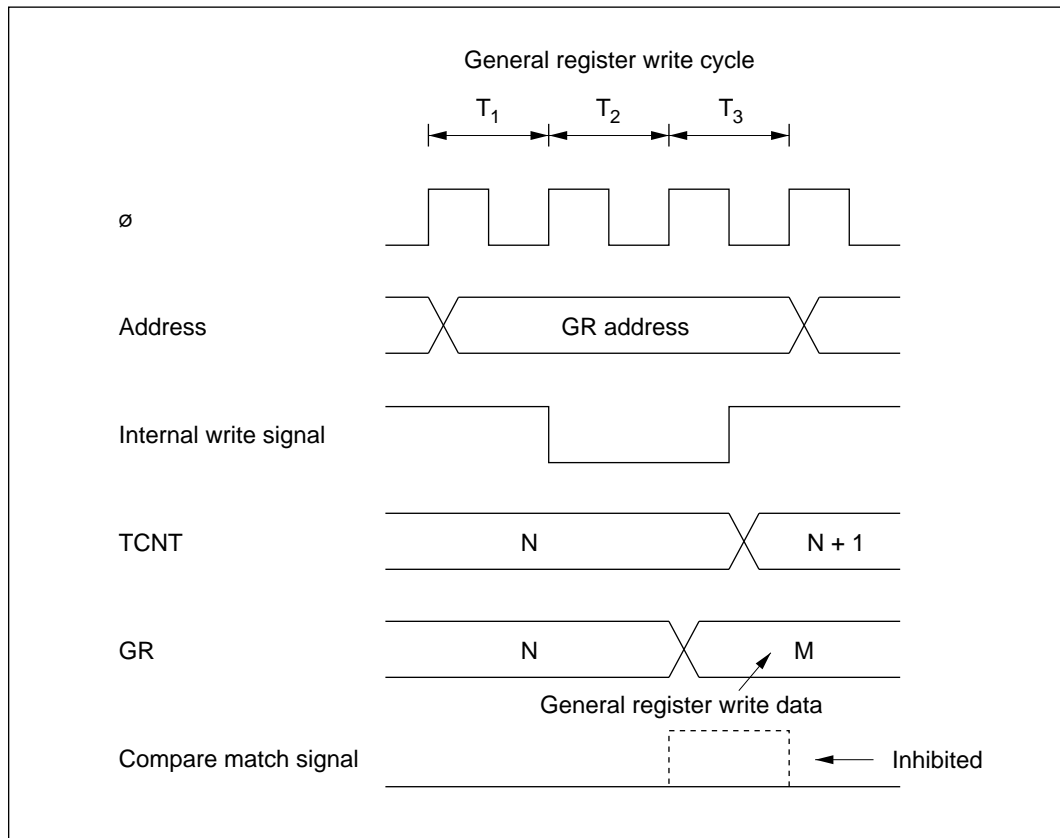 General register write cycle
T1 T2 T3
ø
Address GR address
Internal write signal
TCNT N N + 1
GR N M
General register write data
Compare match signal Inhibited